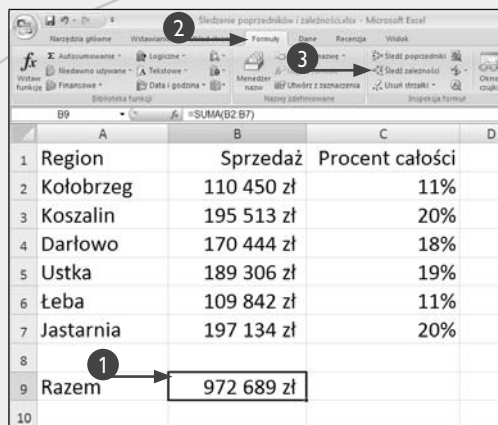 Śledzenie poprzedników i zależności.xlsx - Microsoft Excel
Narzędzia główne Wstawianie Formuły Dane Recenzja Widok
2
3
Σ Autosumowanie Logiczne Śledź poprzedniki
fx Niedawno używane Tekstowe Menedżer nazw Śledź zależności
Wstaw funkcję Finansowe Data i godzina Utwórz z zaznaczenia Usuń strzałki Okno czujki
Biblioteka funkcji Nazwy zdefiniowane Inspekcja formuł
B9 fx =SUMA(B2:B7)
A B C D
1 Region Sprzedaż Procent całości
2 Kołobrzeg 110 450 zł 11%
3 Koszalin 195 513 zł 20%
4 Darłowo 170 444 zł 18%
5 Ustka 189 306 zł 19%
6 Łeba 109 842 zł 11%
7 Jastarnia 197 134 zł 20%
8
1
9 Razem 972 689 zł
10